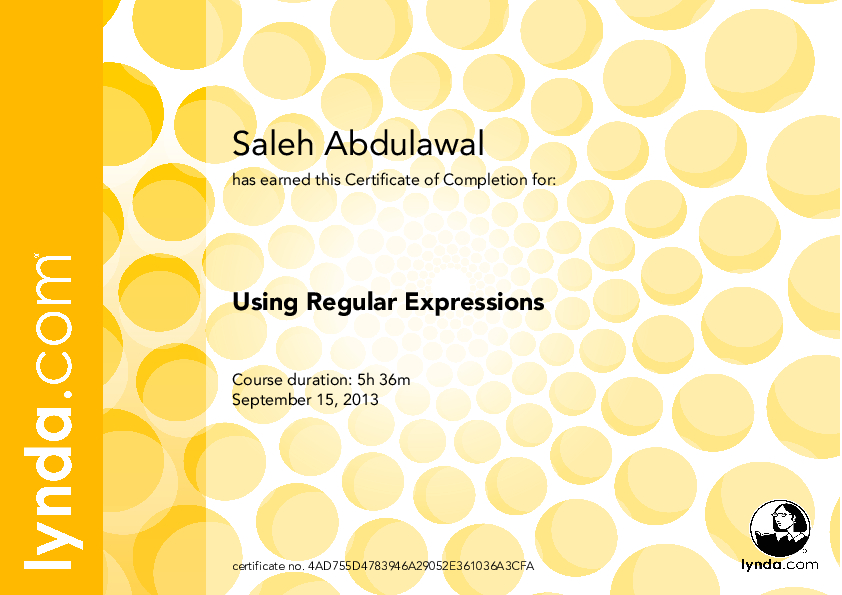 Saleh Abdulawal
has earned this Certificate of Completion for:
Using Regular Expressions
Course duration: 5h 36m
September 15, 2013
certificate no. 4AD755D4783946A29052E361036A3CFA
lynda.com
lynda.com